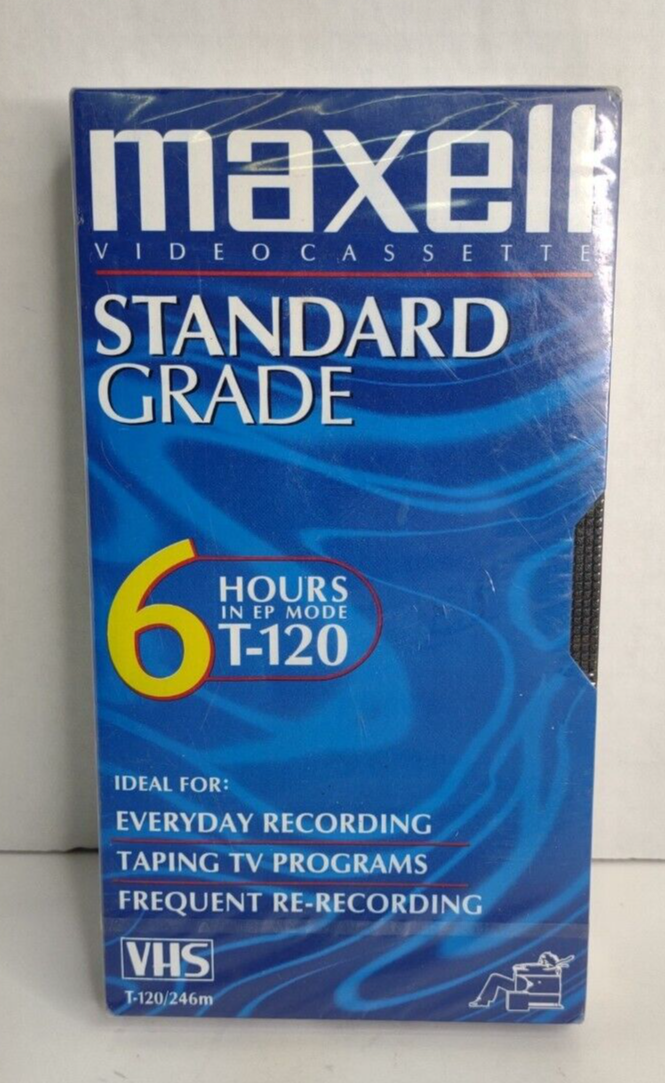 maxell
VIDEOCASSETTE
STANDARD
GRADE
6 HOURS
IN EP MODE
T-120
IDEAL FOR:
EVERYDAY RECORDING
TAPING TV PROGRAMS
FREQUENT RE-RECORDING
VHS
T-120/246m